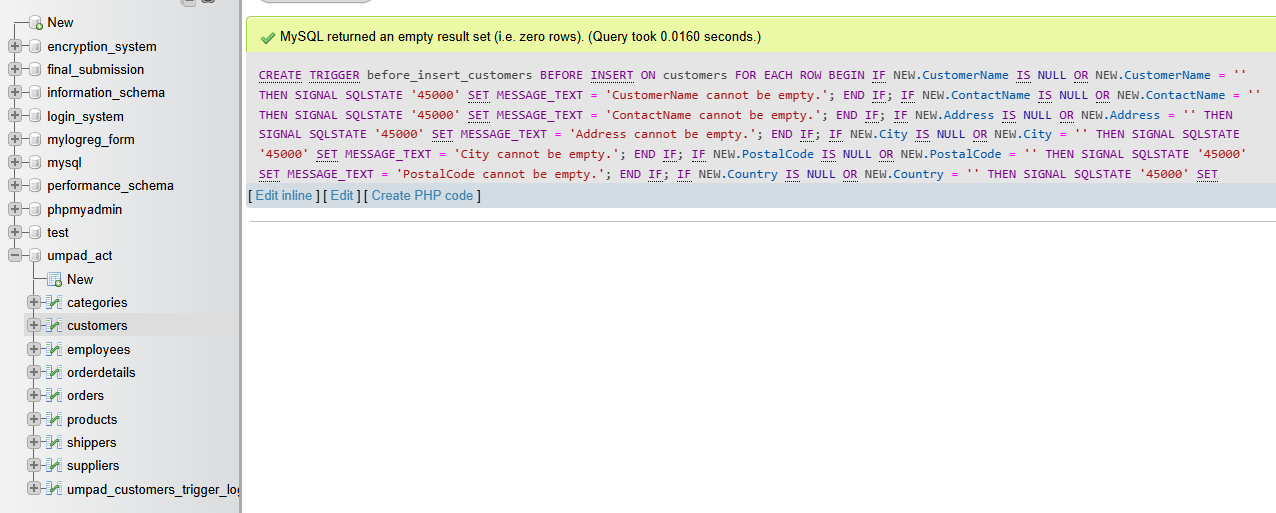 New
encryption_system
final_submission
information_schema
login_system
mylogreg_form
mysql
performance_schema
phpmyadmin
test
umpad_act
New
categories
customers
employees
orderdetails
orders
products
shippers
suppliers
umpad_customers_trigger_lo
MySQL returned an empty result set (i.e. zero rows). (Query took 0.0160 seconds.)
CREATE TRIGGER before_insert_customers BEFORE INSERT ON customers FOR EACH ROW BEGIN IF NEW.CustomerName IS NULL OR NEW.CustomerName = ''
THEN SIGNAL SQLSTATE '45000' SET MESSAGE_TEXT = 'CustomerName cannot be empty.'; END IF; IF NEW.ContactName IS NULL OR NEW.ContactName = ''
THEN SIGNAL SQLSTATE '45000' SET MESSAGE_TEXT = 'ContactName cannot be empty.'; END IF; IF NEW.Address IS NULL OR NEW.Address = '' THEN
SIGNAL SQLSTATE '45000' SET MESSAGE_TEXT = 'Address cannot be empty.'; END IF; IF NEW.City IS NULL OR NEW.City = '' THEN SIGNAL SQLSTATE
'45000' SET MESSAGE_TEXT = 'City cannot be empty.'; END IF; IF NEW.PostalCode IS NULL OR NEW.PostalCode = '' THEN SIGNAL SQLSTATE '45000'
SET MESSAGE_TEXT = 'PostalCode cannot be empty.'; END IF; IF NEW.Country IS NULL OR NEW.Country = '' THEN SIGNAL SQLSTATE '45000' SET
[ Edit inline ] [ Edit ] [ Create PHP code ]